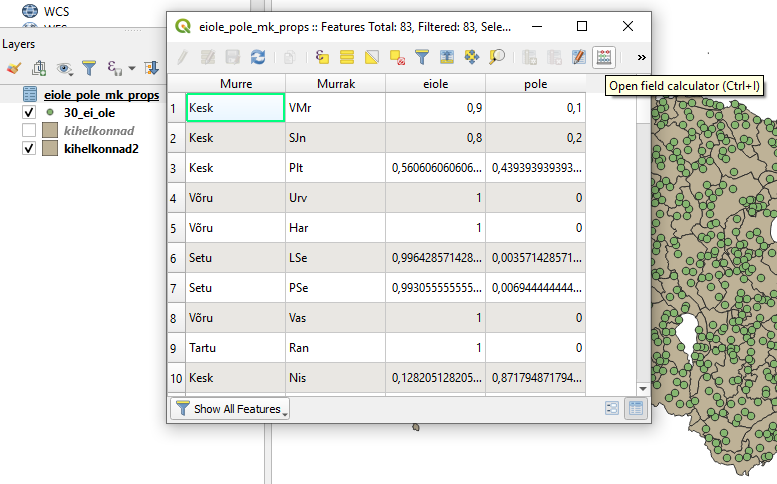 WCS
Layers
eiole_pole_mk_props
30_ei_ole
kihelkonnad
kihelkonnad2
eiole_pole_mk_props :: Features Total: 83, Filtered: 83, Sele...
Open field calculator (Ctrl+I)
Murre Murrak eiole pole
1 Kesk VMr 0,9 0,1
2 Kesk SJn 0,8 0,2
3 Kesk Plt 0,560606060606... 0,439393939393...
4 Võru Urv 1 0
5 Võru Har 1 0
6 Setu LSe 0,996428571428... 0,003571428571...
7 Setu PSe 0,993055555555... 0,006944444444...
8 Võru Vas 1 0
9 Tartu Ran 1 0
10 Kesk Nis 0,128205128205... 0,871794871794...
Show All Features